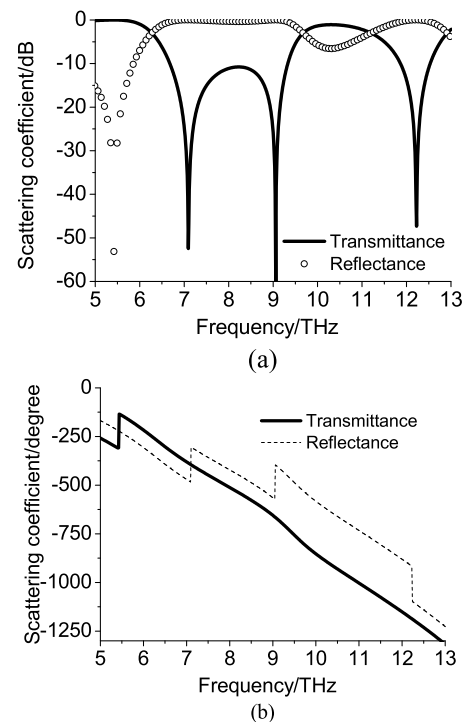 0
-10
-20
-30
-40
-50
-60
Scattering coefficient/dB
Transmittance
Reflectance
5 6 7 8 9 10 11 12 13
Frequency/THz
(a)
0
-250
-500
-750
-1000
-1250
Scattering coefficient/degree
Transmittance
Reflectance
5 6 7 8 9 10 11 12 13
Frequency/THz
(b)